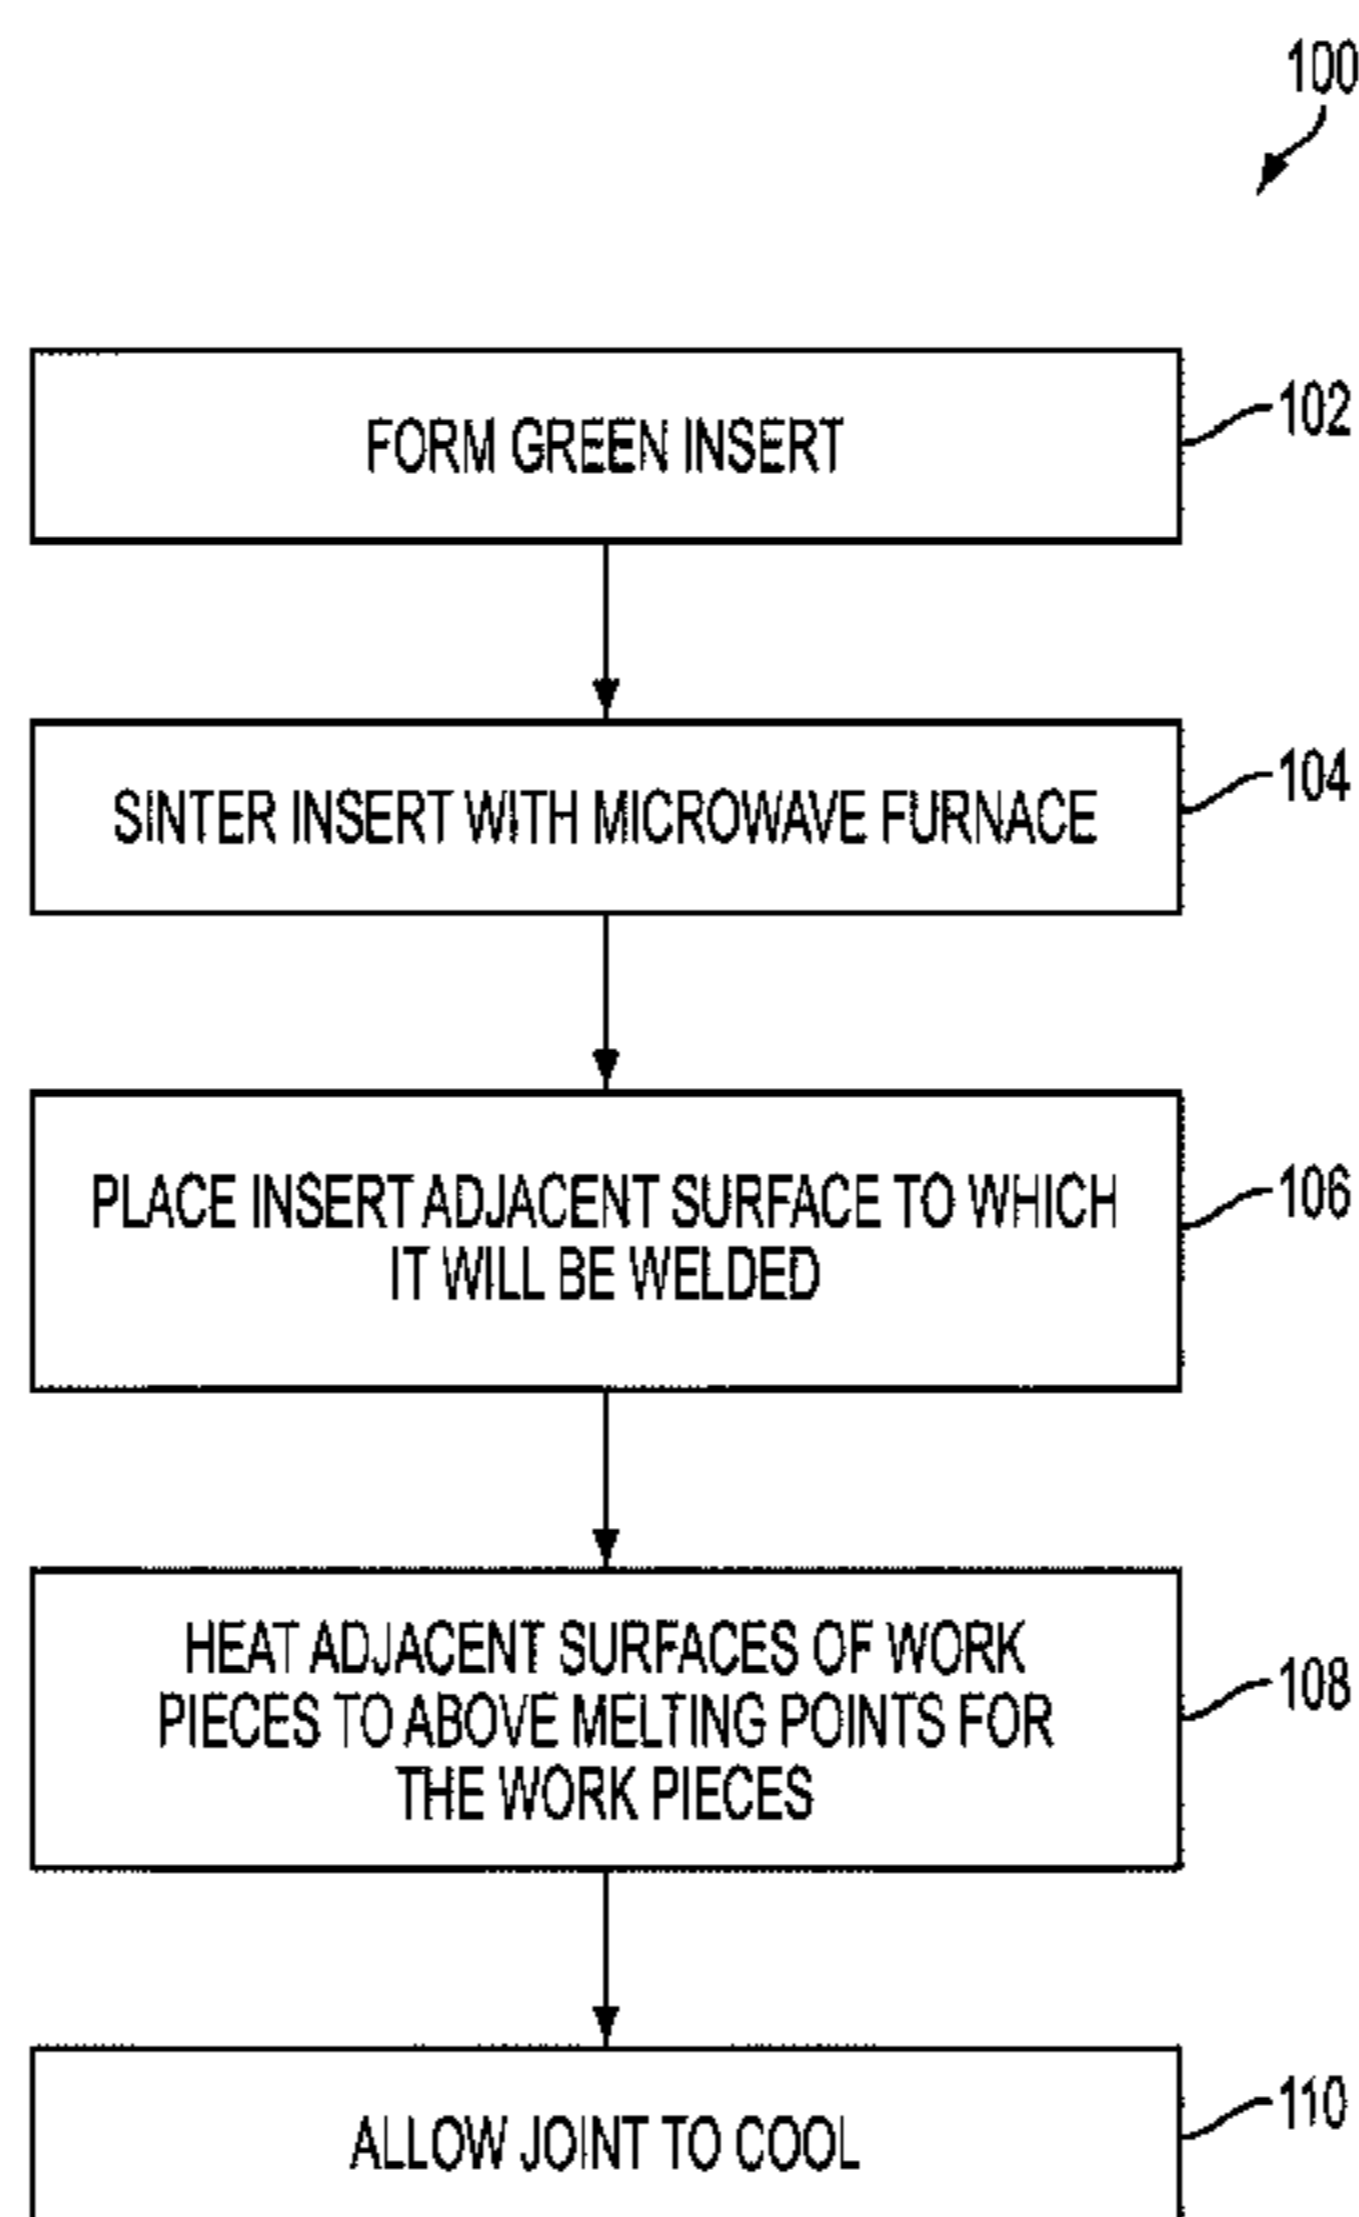 100
FORM GREEN INSERT
102
SINTER INSERT WITH MICROWAVE FURNACE
104
PLACE INSERT ADJACENT SURFACE TO WHICH
IT WILL BE WELDED
106
HEAT ADJACENT SURFACES OF WORK
PIECES TO ABOVE MELTING POINTS FOR
THE WORK PIECES
108
ALLOW JOINT TO COOL
110